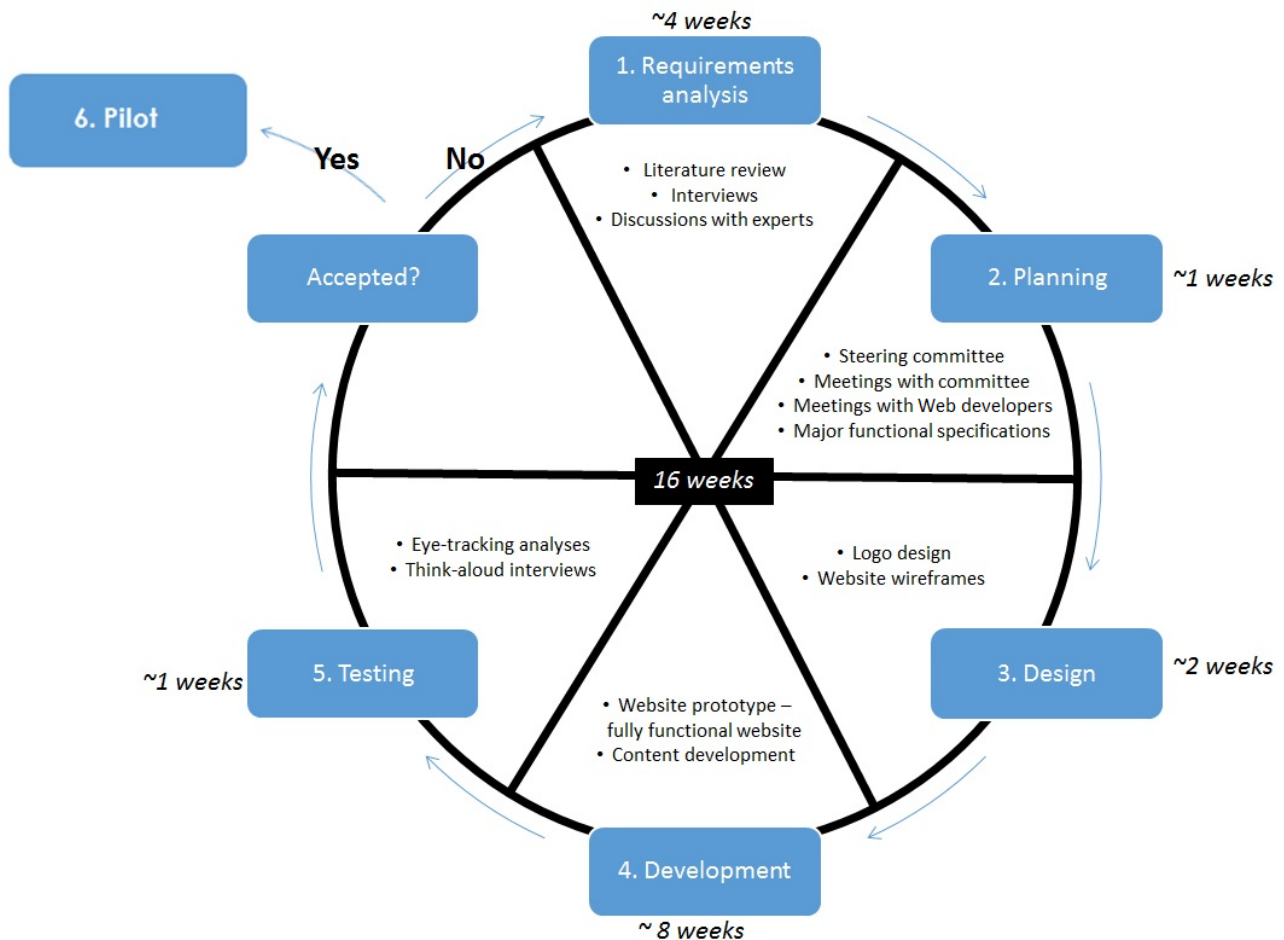 ~4 weeks
1. Requirements
analysis
6. Pilot
Yes
No
• Literature review
• Interviews
• Discussions with experts
Accepted?
2. Planning
~1 weeks
• Steering committee
• Meetings with committee
• Meetings with Web developers
• Major functional specifications
16 weeks
• Eye-tracking analyses
• Think-aloud interviews
• Logo design
• Website wireframes
~1 weeks
5. Testing
3. Design
~2 weeks
• Website prototype –
fully functional website
• Content development
4. Development
~ 8 weeks